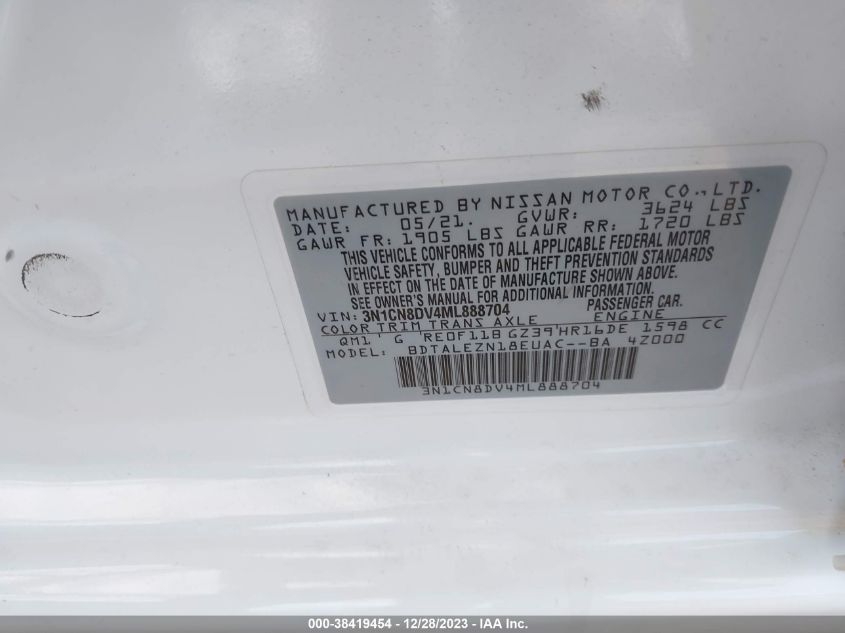 MANUFACTURED BY NISSAN MOTOR CO.,LTD.
DATE: 05/21. GVWR: 3624 LBS
GAWR FR: 1905 LBS GAWR RR: 1720 LBS
THIS VEHICLE CONFORMS TO ALL APPLICABLE FEDERAL MOTOR
VEHICLE SAFETY, BUMPER AND THEFT PREVENTION STANDARDS
IN EFFECT ON THE DATE OF MANUFACTURE SHOWN ABOVE.
SEE OWNER'S MANUAL FOR ADDITIONAL INFORMATION.
VIN: 3N1CN8DV4ML888704 PASSENGER CAR.
COLOR TRIM TRANS AXLE ENGINE
QM1 G RE0F11B GZ39 HR16DE 1598 CC
MODEL: BDTALEZN18EUAC--BA 4Z000
3N1CN8DV4ML888704
000-38419454 - 12/28/2023 - IAA Inc.